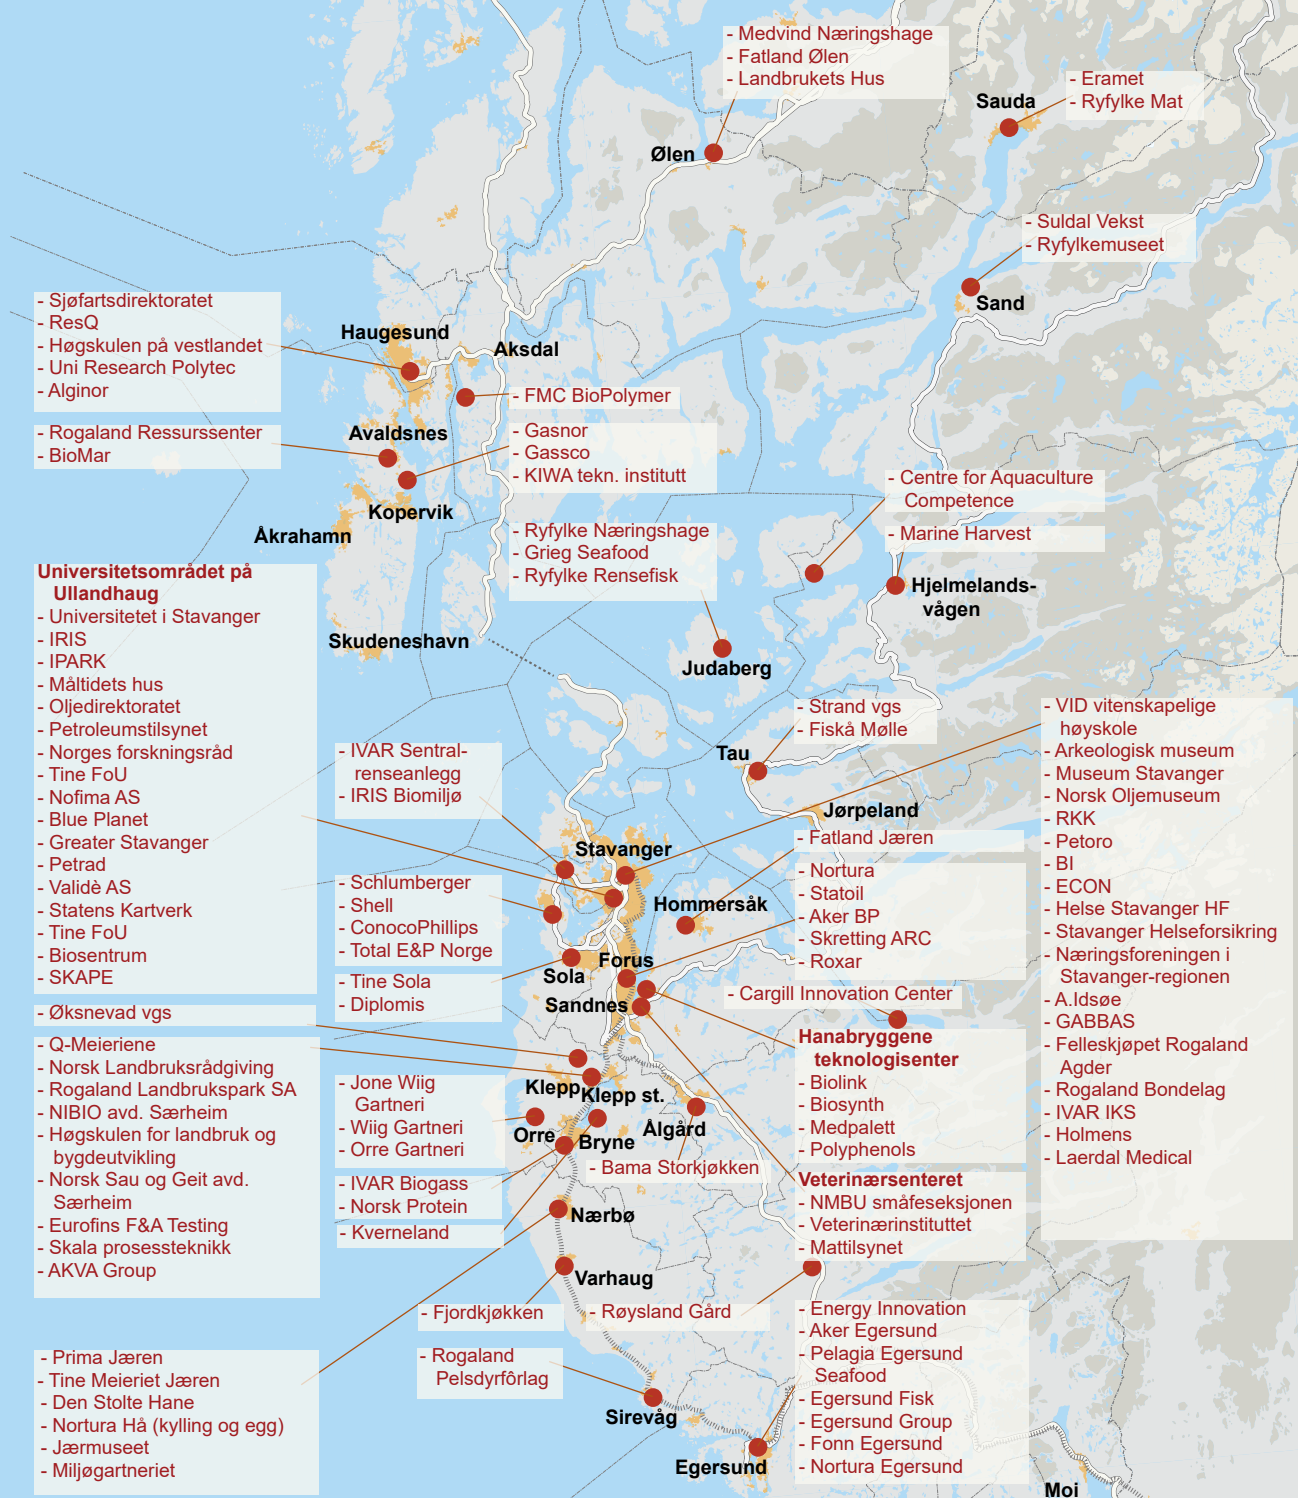 - Medvind Næringshage
- Fatland Ølen
- Landbrukets Hus
- Eramet
- Ryfylke Mat
Sauda
Ølen
- Suldal Vekst
- Ryfylkemuseet
Sand
- Sjøfartsdirektoratet
- ResQ
- Høgskulen på vestlandet
- Uni Research Polytec
- Alginor
Haugesund
Aksdal
- FMC BioPolymer
- Rogaland Ressurssenter
- BioMar
Avaldsnes
- Gasnor
- Gassco
- KIWA tekn. institutt
Kopervik
Åkrahamn
- Centre for Aquaculture
Competence
- Marine Harvest
- Ryfylke Næringshage
- Grieg Seafood
- Ryfylke Rensefisk
Hjelmelands-
vågen
Skudeneshavn
Judaberg
Universitetsområdet på
Ullandhaug
- Universitetet i Stavanger
- IRIS
- IPARK
- Måltidets hus
- Oljedirektoratet
- Petroleumstilsynet
- Norges forskningsråd
- Tine FoU
- Nofima AS
- Blue Planet
- Greater Stavanger
- Petrad
- Validè AS
- Statens Kartverk
- Tine FoU
- Biosentrum
- SKAPE
- IVAR Sentral-
renseanlegg
- IRIS Biomiljø
- Strand vgs
- Fiskå Mølle
Tau
Jørpeland
- VID vitenskapelige
høyskole
- Arkeologisk museum
- Museum Stavanger
- Norsk Oljemuseum
- RKK
- Petoro
- BI
- ECON
- Helse Stavanger HF
- Stavanger Helseforsikring
- Næringsforeningen i
Stavanger-regionen
- A.Idsøe
- GABBAS
- Felleskjøpet Rogaland
Agder
- Rogaland Bondelag
- IVAR IKS
- Holmens
- Laerdal Medical
Stavanger
- Fatland Jæren
- Schlumberger
- Shell
- ConocoPhillips
- Total E&P Norge
Hommersåk
- Nortura
- Statoil
- Aker BP
- Skretting ARC
- Roxar
Forus
Sola
- Tine Sola
- Diplomis
Sandnes
- Cargill Innovation Center
- Øksnevad vgs
Hanabryggene
teknologisenter
- Biolink
- Biosynth
- Medpalett
- Polyphenols
- Q-Meieriene
- Norsk Landbruksrådgiving
- Rogaland Landbrukspark SA
- NIBIO avd. Særheim
- Høgskulen for landbruk og
bygdeutvikling
- Norsk Sau og Geit avd.
Særheim
- Eurofins F&A Testing
- Skala prosessteknikk
- AKVA Group
- Jone Wiig
Gartneri
- Wiig Gartneri
- Orre Gartneri
Klepp
Klepp st.
Orre
Bryne
Ålgård
- Bama Storkjøkken
- IVAR Biogass
- Norsk Protein
- Kverneland
Veterinærsenteret
- NMBU småfeseksjonen
- Veterinærinstituttet
- Mattilsynet
Nærbø
Varhaug
- Fjordkjøkken
- Røysland Gård
- Energy Innovation
- Aker Egersund
- Pelagia Egersund
Seafood
- Egersund Fisk
- Egersund Group
- Fonn Egersund
- Nortura Egersund
- Rogaland
Pelsdyrfôrlag
- Prima Jæren
- Tine Meieriet Jæren
- Den Stolte Hane
- Nortura Hå (kylling og egg)
- Jærmuseet
- Miljøgartneriet
Sirevåg
Egersund
Moi